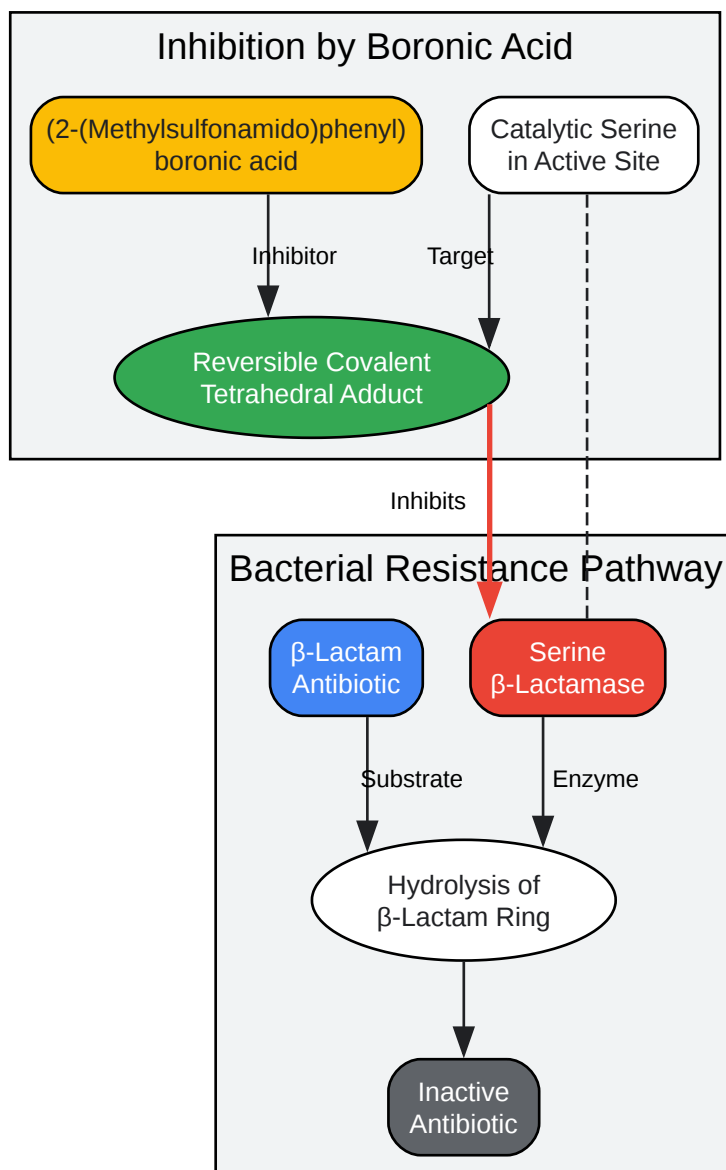 Inhibition by Boronic Acid
(2-(Methylsulfonamido)phenyl)
boronic acid
Catalytic Serine
in Active Site
Inhibitor
Target
Reversible Covalent
Tetrahedral Adduct
Inhibits
Bacterial Resistance Pathway
β-Lactam
Antibiotic
Serine
β-Lactamase
Substrate
Enzyme
Hydrolysis of
β-Lactam Ring
Inactive
Antibiotic